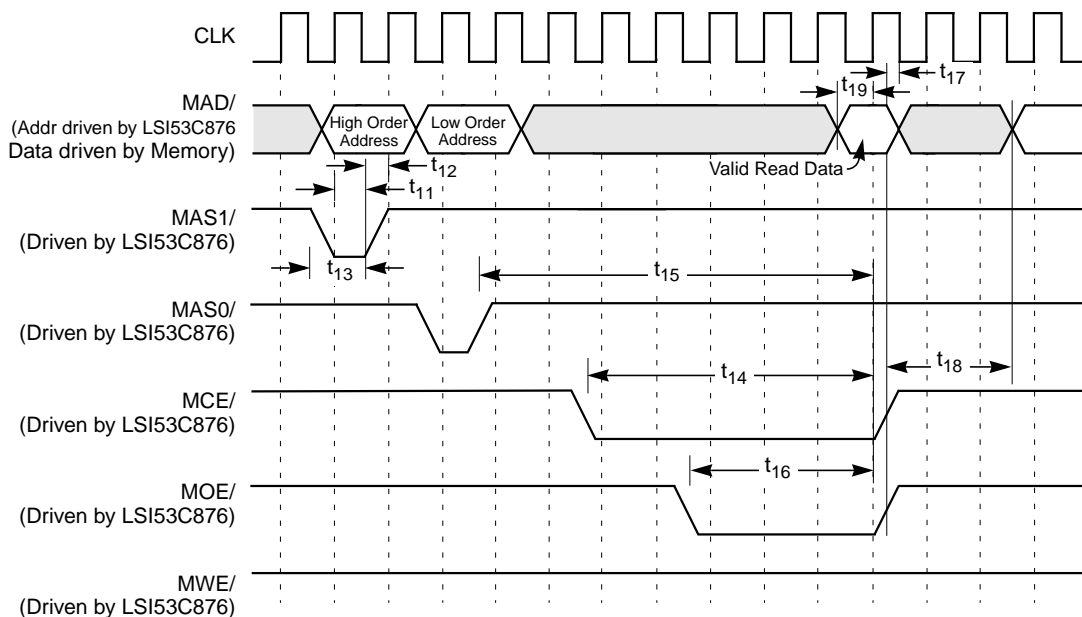 CLK
t17
t19
MAD/
(Addr driven by LSI53C876
Data driven by Memory)
High Order
Address
Low Order
Address
Valid Read Data
t12
t11
MAS1/
(Driven by LSI53C876)
t13
t15
MAS0/
(Driven by LSI53C876)
t14
t18
MCE/
(Driven by LSI53C876)
t16
MOE/
(Driven by LSI53C876)
MWE/
(Driven by LSI53C876)